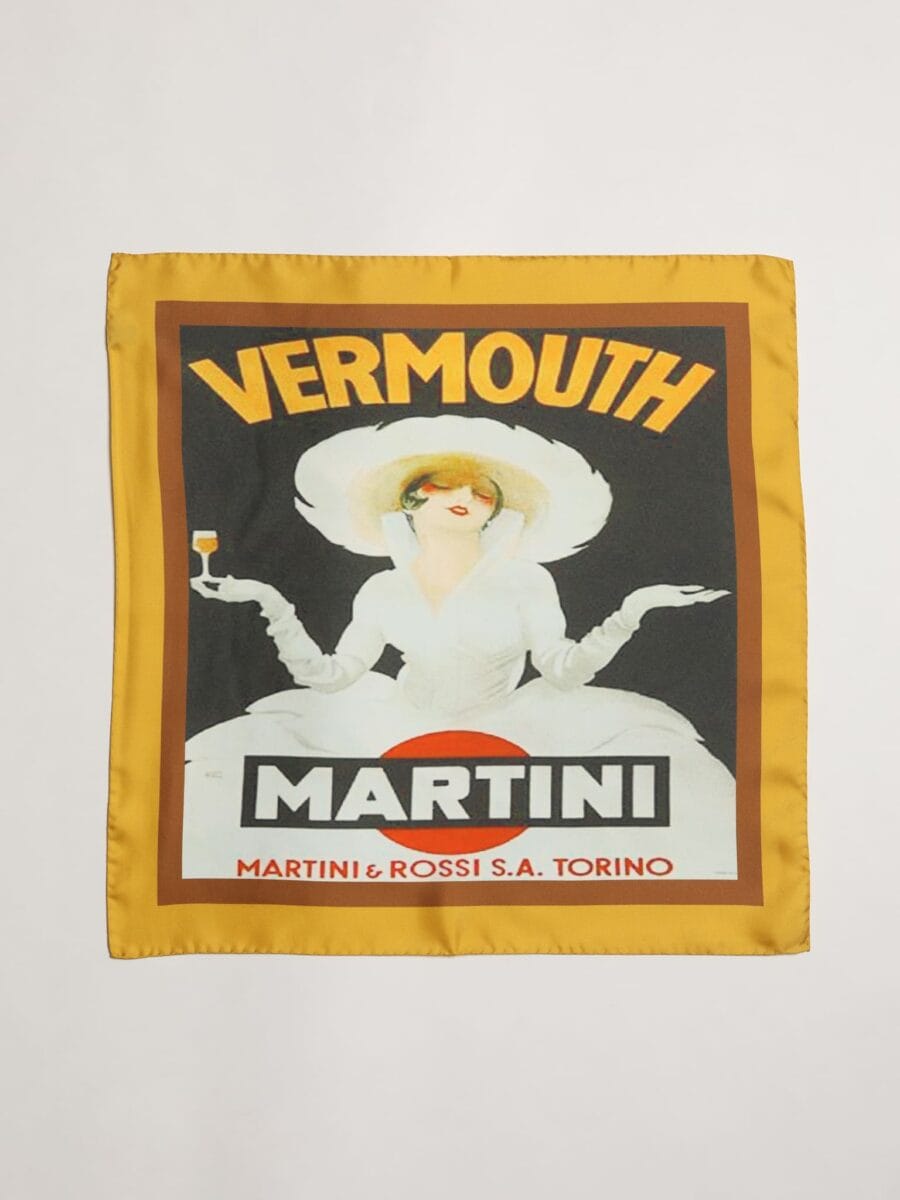 VERMOUTH
MARTINI
MARTINI & ROSSI S.A. TORINO